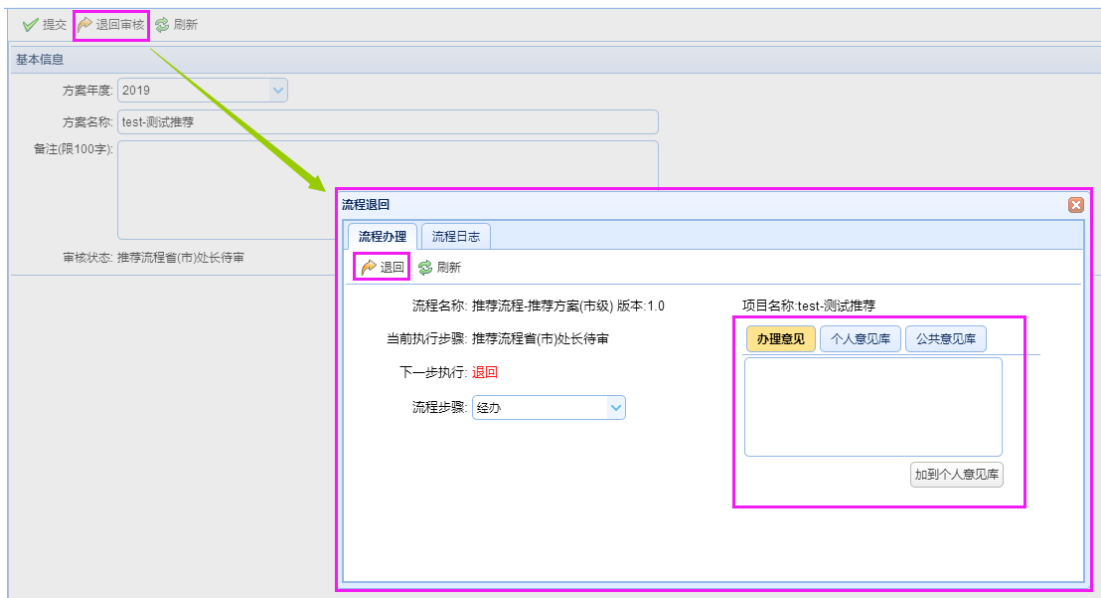 提交 退回审核 刷新
基本信息
方案年度: 2019
方案名称: test-测试推荐
备注(限100字):
审核状态: 推荐流程省(市)处长待审
流程退回
流程办理 流程日志
退回 刷新
流程名称: 推荐流程-推荐方案(市级) 版本:1.0 项目名称:test-测试推荐
当前执行步骤: 推荐流程省(市)处长待审
办理意见 个人意见库 公共意见库
下一步执行: 退回
流程步骤: 经办
加到个人意见库